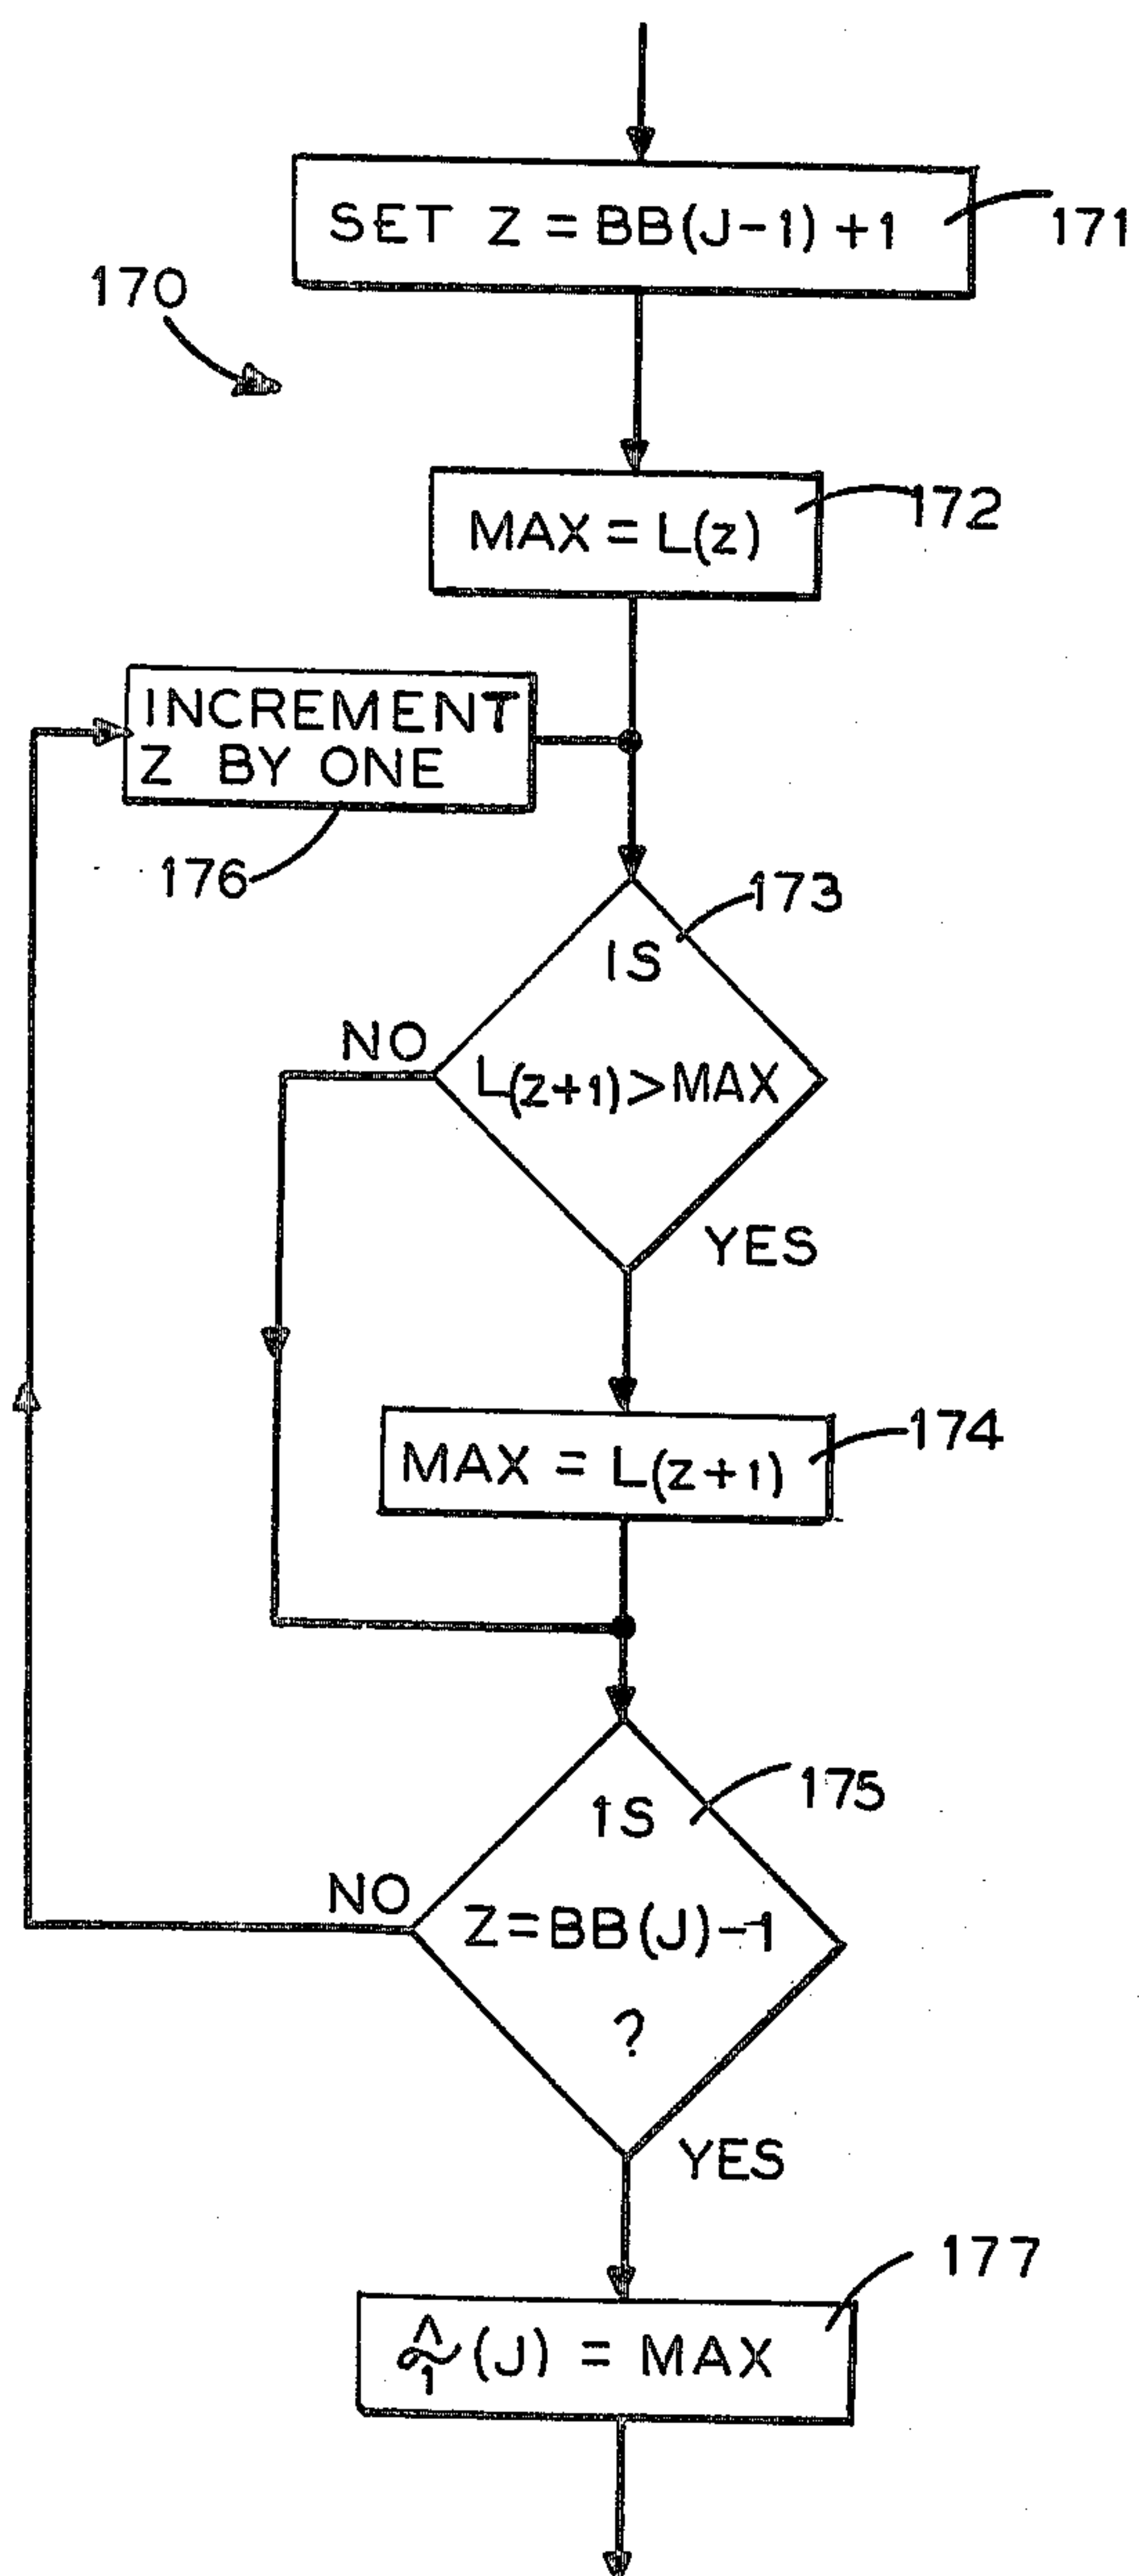 SET Z = BB(J-1)+1
171
170
MAX = L(z)
172
INCREMENT
Z BY ONE
176
173
IS
NO
L(z+1)>MAX
YES
MAX = L(z+1)
174
175
IS
NO
Z=BB(J)-1
?
YES
177
(J) = MAX